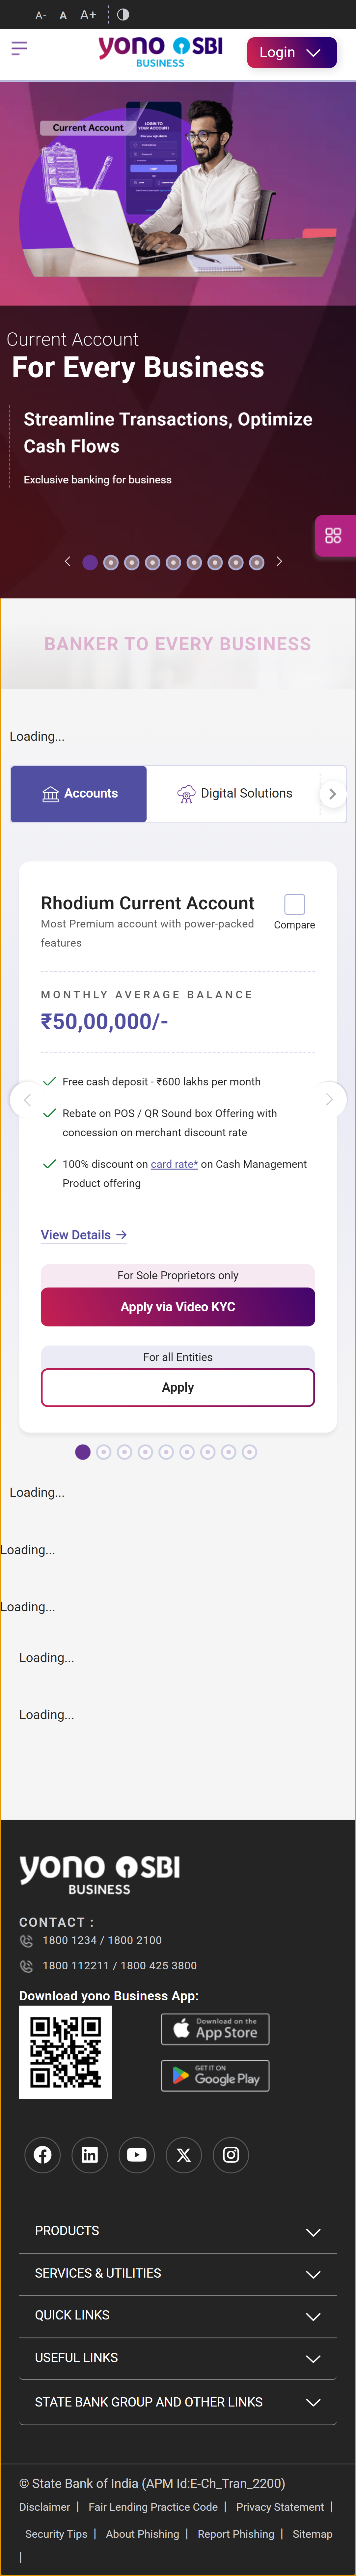 A- A A+
yono SBI
BUSINESS
Login
Current Account
LOGIN TO
YOUR ACCOUNT
Current Account
For Every Business
Streamline Transactions, Optimize
Cash Flows
Exclusive banking for business
BANKER TO EVERY BUSINESS
Loading...
Accounts
Digital Solutions
Rhodium Current Account
Compare
Most Premium account with power-packed
features
MONTHLY AVERAGE BALANCE
₹50,00,000/-
Free cash deposit - ₹600 lakhs per month
Rebate on POS / QR Sound box Offering with
concession on merchant discount rate
100% discount on card rate* on Cash Management
Product offering
View Details →
For Sole Proprietors only
Apply via Video KYC
For all Entities
Apply
Loading...
Loading...
Loading...
Loading...
Loading...
yono SBI
BUSINESS
CONTACT :
1800 1234 / 1800 2100
1800 112211 / 1800 425 3800
Download yono Business App:
Download on the
App Store
GET IT ON
Google Play
PRODUCTS
SERVICES & UTILITIES
QUICK LINKS
USEFUL LINKS
STATE BANK GROUP AND OTHER LINKS
© State Bank of India (APM Id:E-Ch_Tran_2200)
Disclaimer | Fair Lending Practice Code | Privacy Statement |
Security Tips | About Phishing | Report Phishing | Sitemap
|